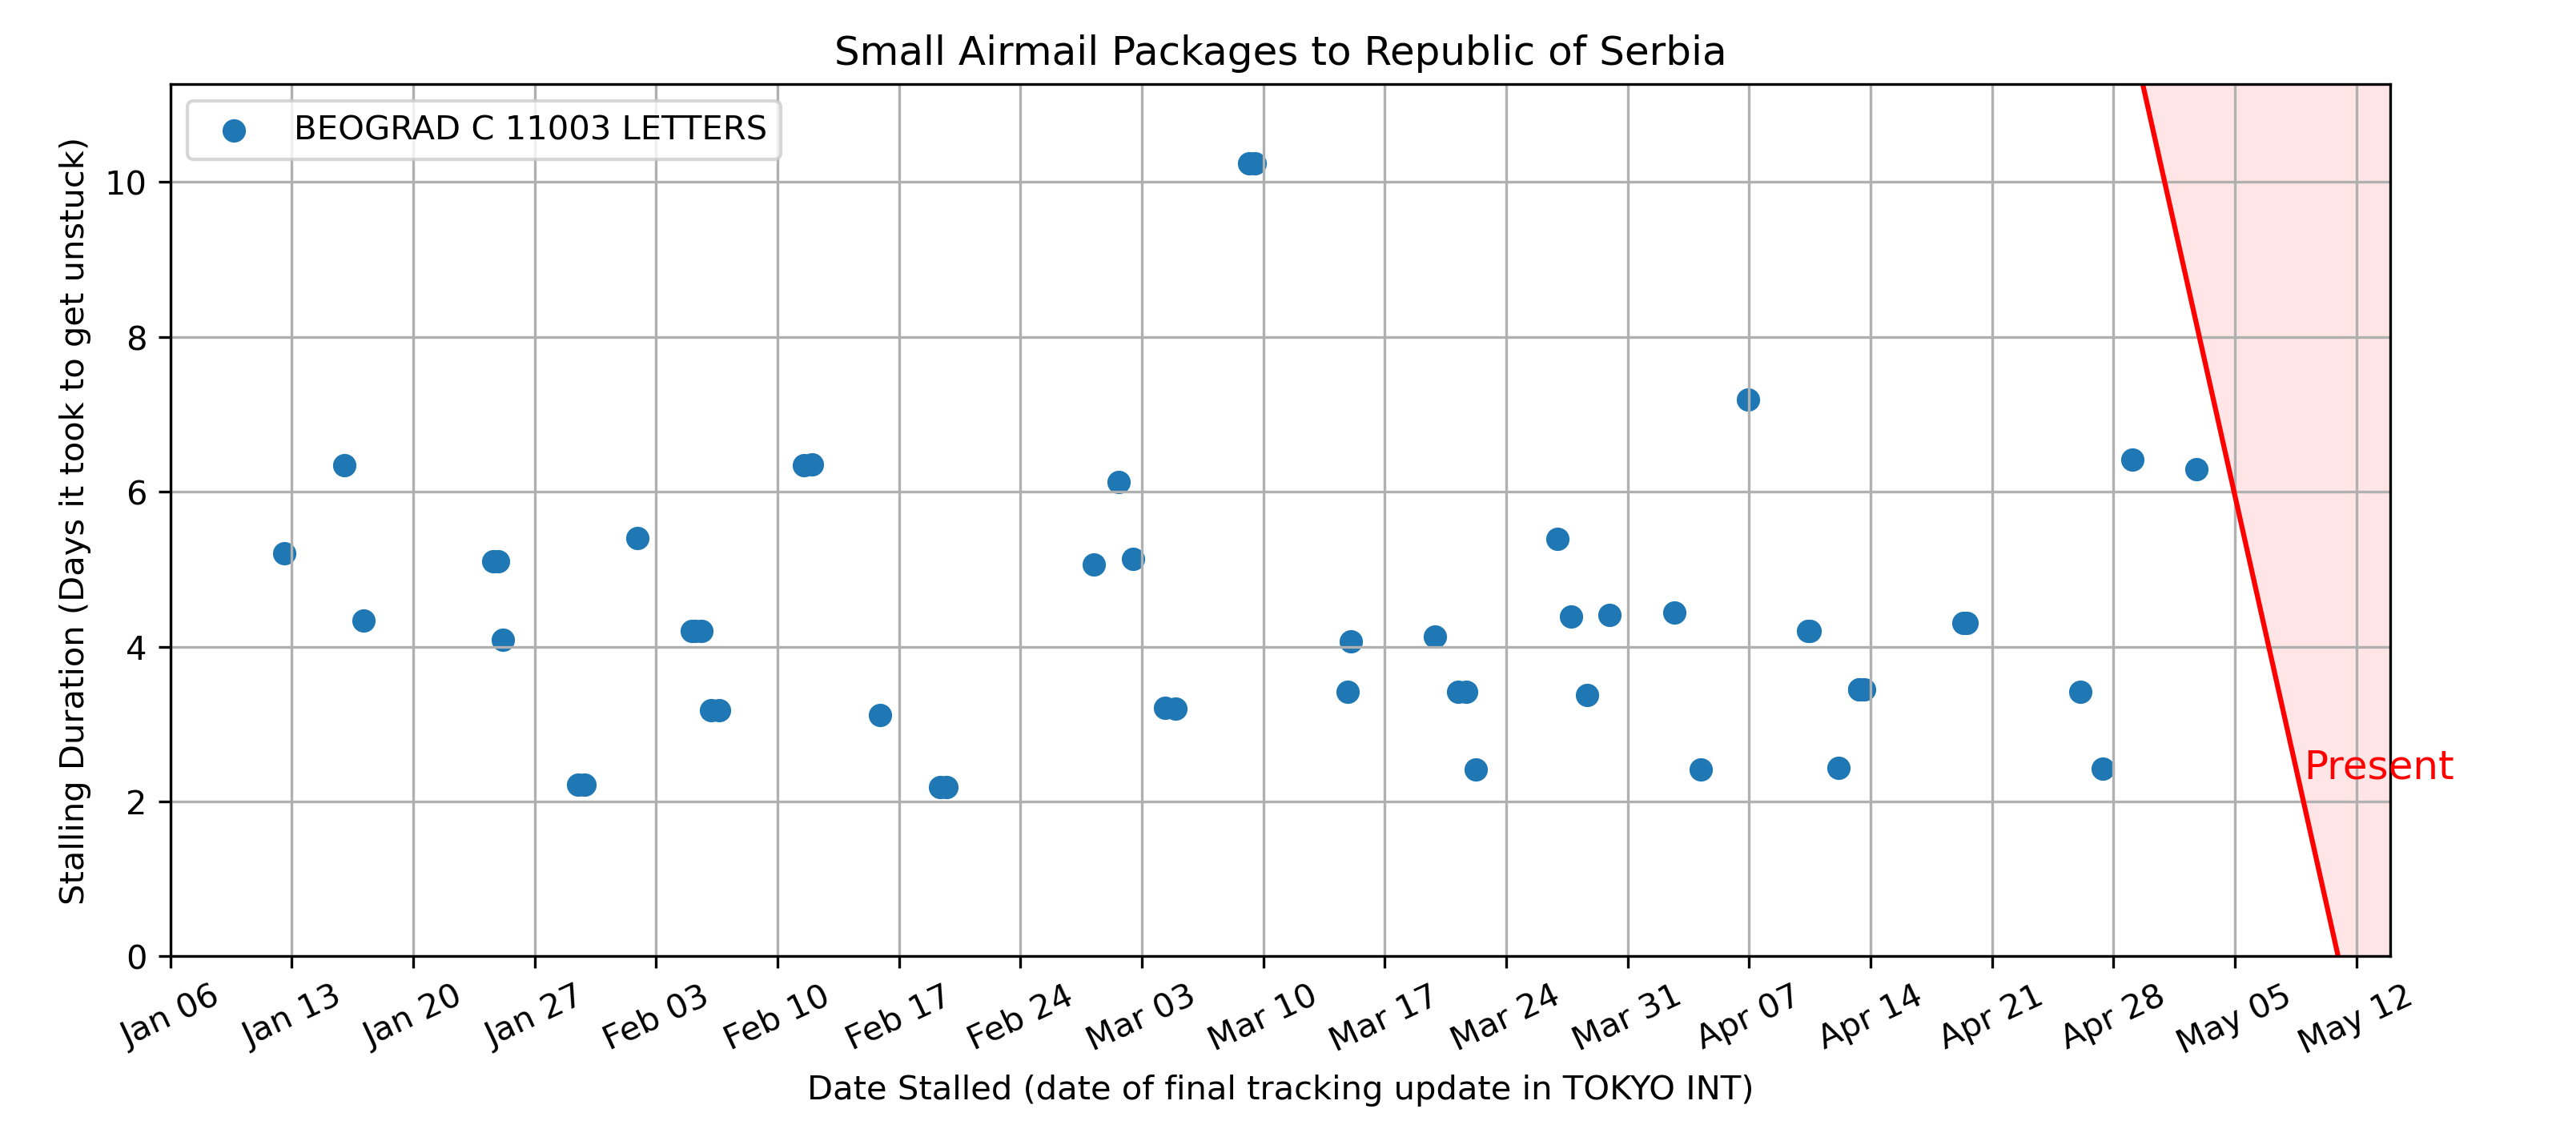 Small Airmail Packages to Republic of Serbia
BEOGRAD C 11003 LETTERS
Stalling Duration (Days it took to get unstuck)
10
8
6
4
2
0
Present
Jan 06 Jan 13 Jan 20 Jan 27 Feb 03 Feb 10 Feb 17 Feb 24 Mar 03 Mar 10 Mar 17 Mar 24 Mar 31 Apr 07 Apr 14 Apr 21 Apr 28 May 05 May 12
Date Stalled (date of final tracking update in TOKYO INT)